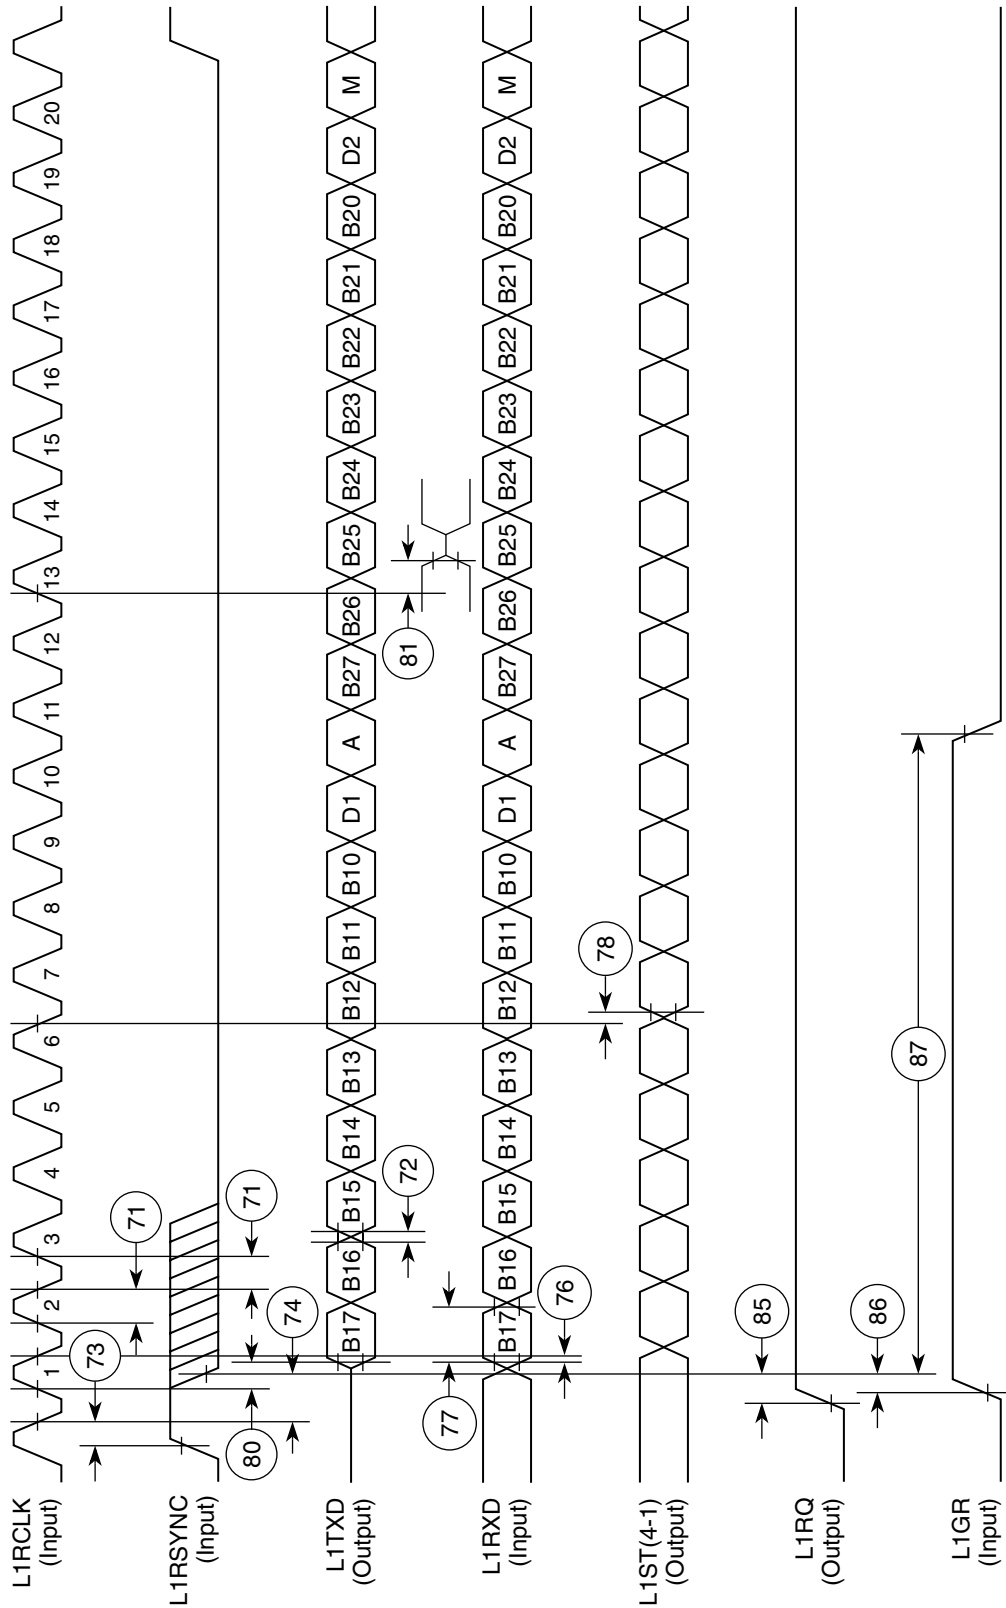 L1RCLK
(Input)
1 2 3 4 5 6 7 8 9 10 11 12 13 14 15 16 17 18 19 20
73
71
L1RSYNC
(Input)
80
71
74
L1TXD
(Output)
B17 B16 B15 B14 B13 B12 B11 B10 D1 A B27 B26 B25 B24 B23 B22 B21 B20 D2 M
72
81
77
L1RXD
(Input)
B17 B16 B15 B14 B13 B12 B11 B10 D1 A B27 B26 B25 B24 B23 B22 B21 B20 D2 M
76
78
L1ST(4-1)
(Output)
85
L1RQ
(Output)
86
87
L1GR
(Input)